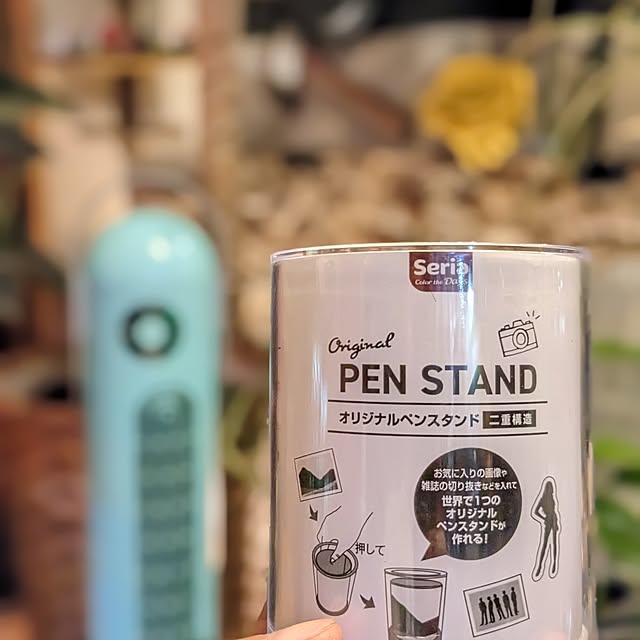 Seria
Color the Days
Original
PEN STAND
オリジナルペンスタンド 二重構造
お気に入りの画像や
雑誌の切り抜きなどを入れて
世界で1つの
オリジナル
ペンスタンドが
作れる!
押して